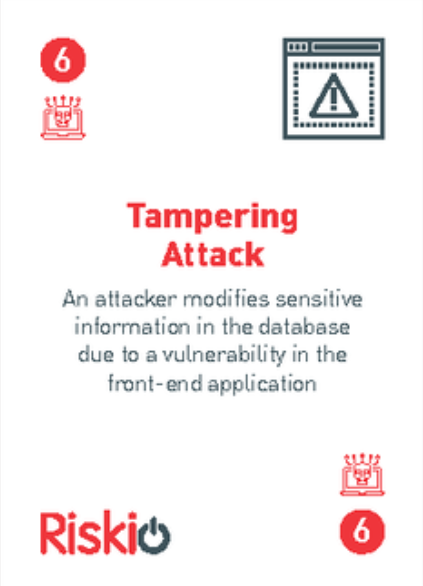 6
Tampering
Attack
An attacker modifies sensitive
information in the database
due to a vulnerability in the
front-end application
Riskio
6